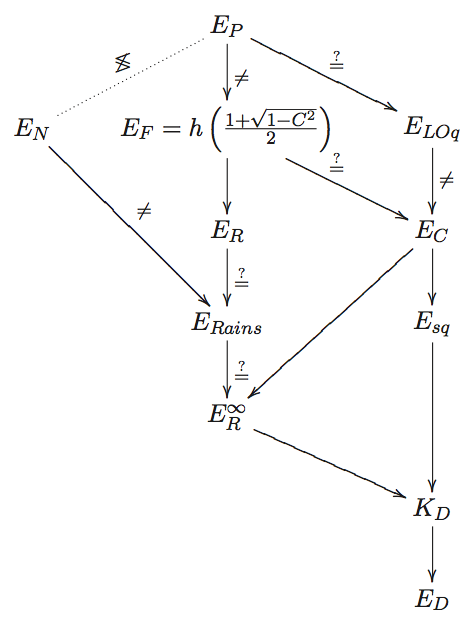 E_P
≸
≠
?=
E_N
E_F = h((1+√(1−C²))/2)
E_{LOq}
?=
≠
≠
E_R
E_C
?=
E_{Rains}
E_{sq}
?=
E_R^∞
K_D
E_D